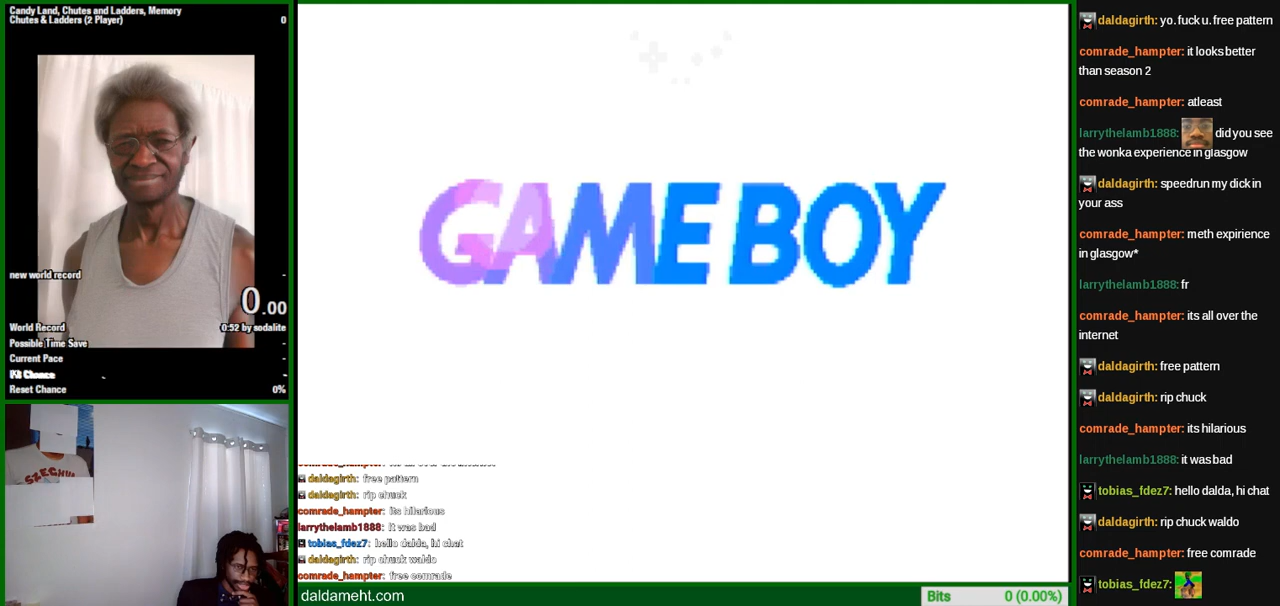 Candy Land, Chutes and Ladders, Memory
Chutes & Ladders (2 Player)
0
new world record -
0.00
World Record 0:52 by sodalite
Possible Time Save -
Current Pace -
Reset Chance 0%
GAME BOY
daldagirth: free pattern
daldagirth: rip chuck
comrade_hampter: its hilarious
larrythelamb1888: it was bad
tobias_fdez7: hello dalda, hi chat
daldagirth: rip chuck waldo
comrade_hampter: free comrade
daldameht.com
Bits 0 (0.00%)
daldagirth: yo. fuck u. free pattern
comrade_hampter: it looks better
than season 2
comrade_hampter: atleast
larrythelamb1888: did you see
the wonka experience in glasgow
daldagirth: speedrun my dick in
your ass
comrade_hampter: meth expirience
in glasgow*
larrythelamb1888: fr
comrade_hampter: its all over the
internet
daldagirth: free pattern
daldagirth: rip chuck
comrade_hampter: its hilarious
larrythelamb1888: it was bad
tobias_fdez7: hello dalda, hi chat
daldagirth: rip chuck waldo
comrade_hampter: free comrade
tobias_fdez7: